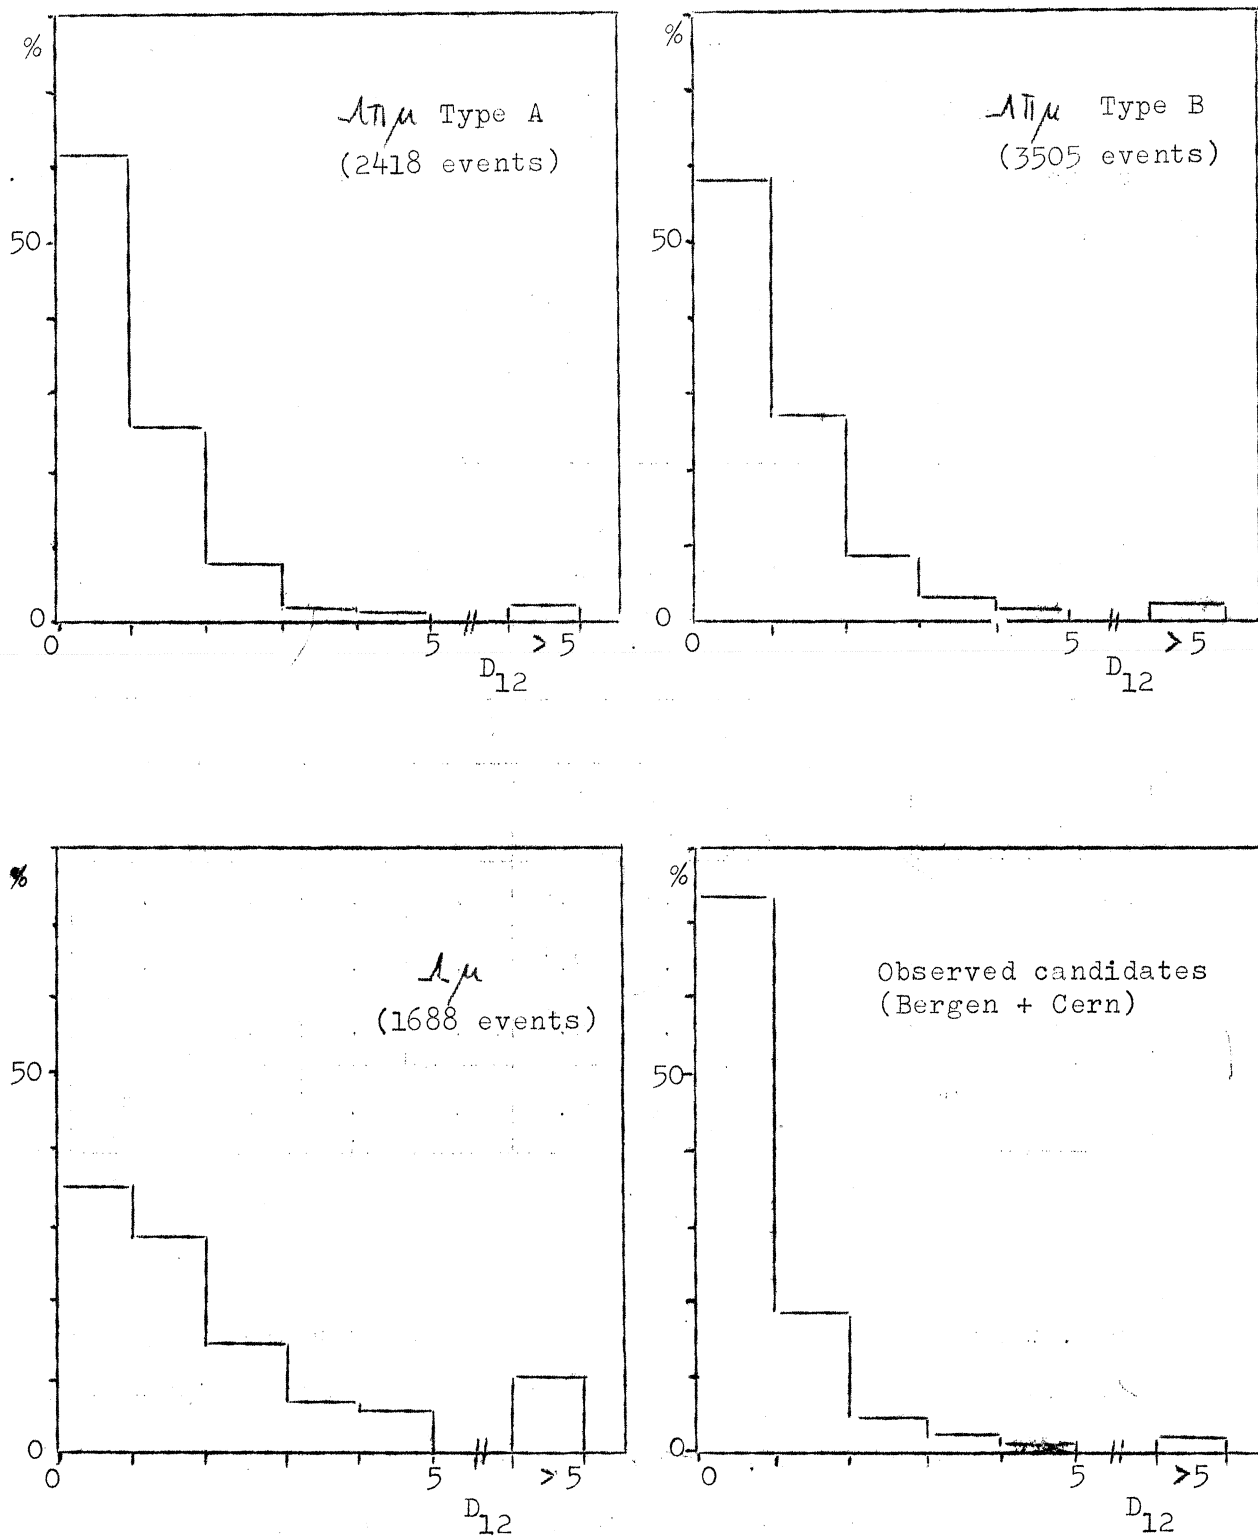 %
ΛΠμ Type A
(2418 events)
50
0
0 5 >5
D12
%
ΛΠμ Type B
(3505 events)
50
0
0 5 >5
D12
%
Λμ
(1688 events)
50
0
0 5 >5
D12
%
Observed candidates
(Bergen + Cern)
50
0
0 5 >5
D12